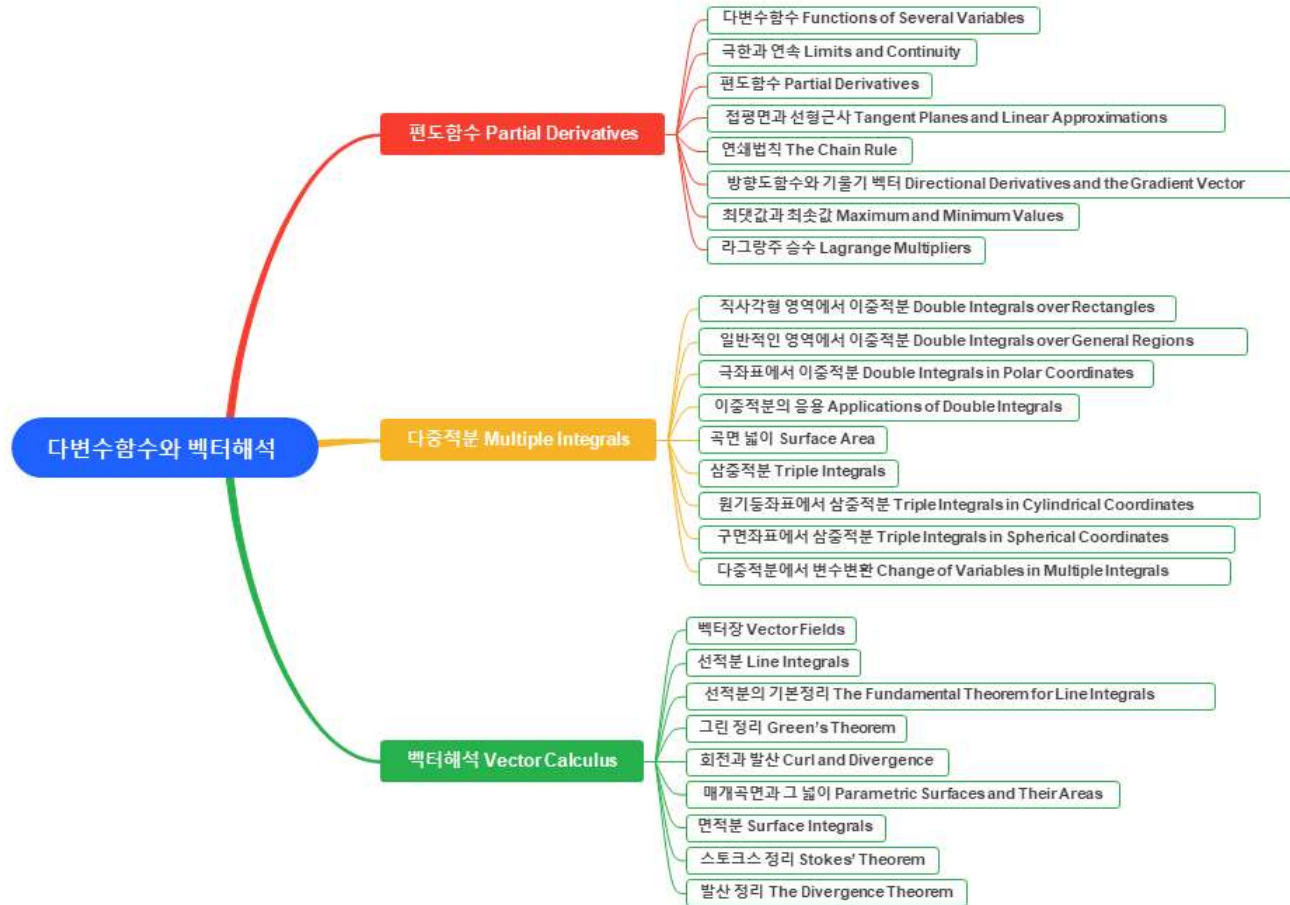 다변수함수와 벡터해석
편도함수 Partial Derivatives
다변수함수 Functions of Several Variables
극한과 연속 Limits and Continuity
편도함수 Partial Derivatives
접평면과 선형근사 Tangent Planes and Linear Approximations
연쇄법칙 The Chain Rule
방향도함수와 기울기 벡터 Directional Derivatives and the Gradient Vector
최댓값과 최솟값 Maximum and Minimum Values
라그랑주 승수 Lagrange Multipliers
다중적분 Multiple Integrals
직사각형 영역에서 이중적분 Double Integrals over Rectangles
일반적인 영역에서 이중적분 Double Integrals over General Regions
극좌표에서 이중적분 Double Integrals in Polar Coordinates
이중적분의 응용 Applications of Double Integrals
곡면 넓이 Surface Area
삼중적분 Triple Integrals
원기둥좌표에서 삼중적분 Triple Integrals in Cylindrical Coordinates
구면좌표에서 삼중적분 Triple Integrals in Spherical Coordinates
다중적분에서 변수변환 Change of Variables in Multiple Integrals
벡터해석 Vector Calculus
벡터장 Vector Fields
선적분 Line Integrals
선적분의 기본정리 The Fundamental Theorem for Line Integrals
그린 정리 Green's Theorem
회전과 발산 Curl and Divergence
매개곡면과 그 넓이 Parametric Surfaces and Their Areas
면적분 Surface Integrals
스토크스 정리 Stokes' Theorem
발산 정리 The Divergence Theorem